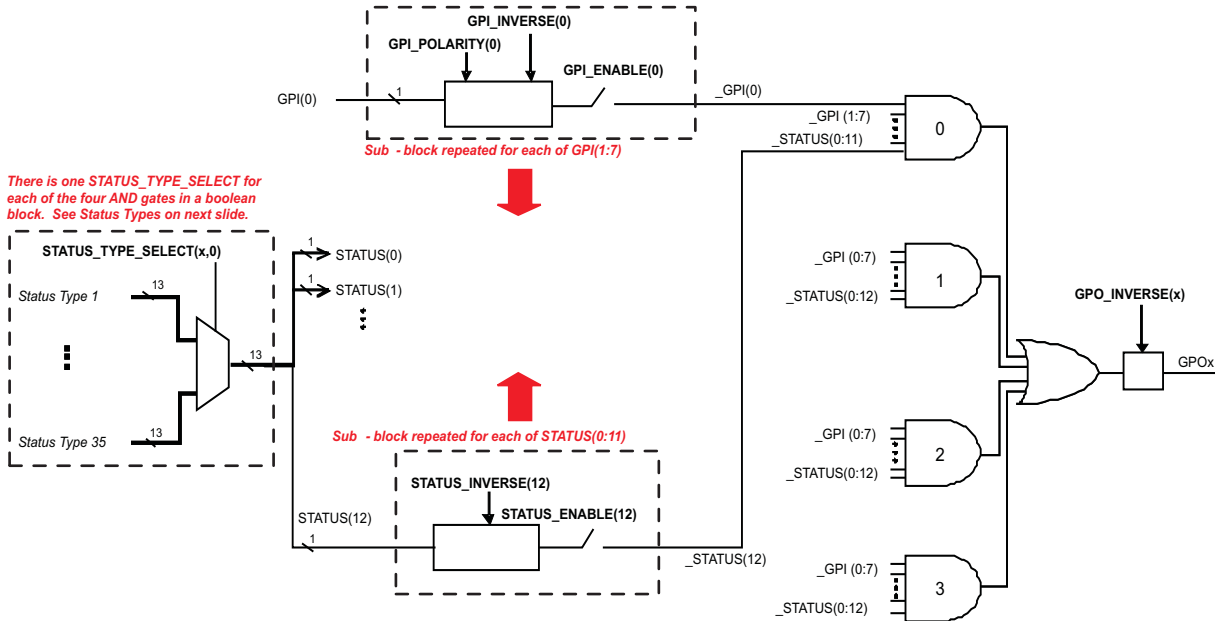 GPI_INVERSE(0)
GPI_POLARITY(0)
GPI_ENABLE(0)
GPI(0)
1
_GPI(0)
Sub - block repeated for each of GPI(1:7)
_GPI (1:7)
_STATUS(0:11)
0
There is one STATUS_TYPE_SELECT for
each of the four AND gates in a boolean
block. See Status Types on next slide.
STATUS_TYPE_SELECT(x,0)
Status Type 1
13
13
Status Type 35
13
1
STATUS(0)
1
STATUS(1)
_GPI (0:7)
_STATUS(0:12)
1
GPO_INVERSE(x)
GPOx
Sub - block repeated for each of STATUS(0:11)
STATUS_INVERSE(12)
STATUS_ENABLE(12)
STATUS(12)
1
_STATUS(12)
_GPI (0:7)
_STATUS(0:12)
2
_GPI (0:7)
_STATUS(0:12)
3